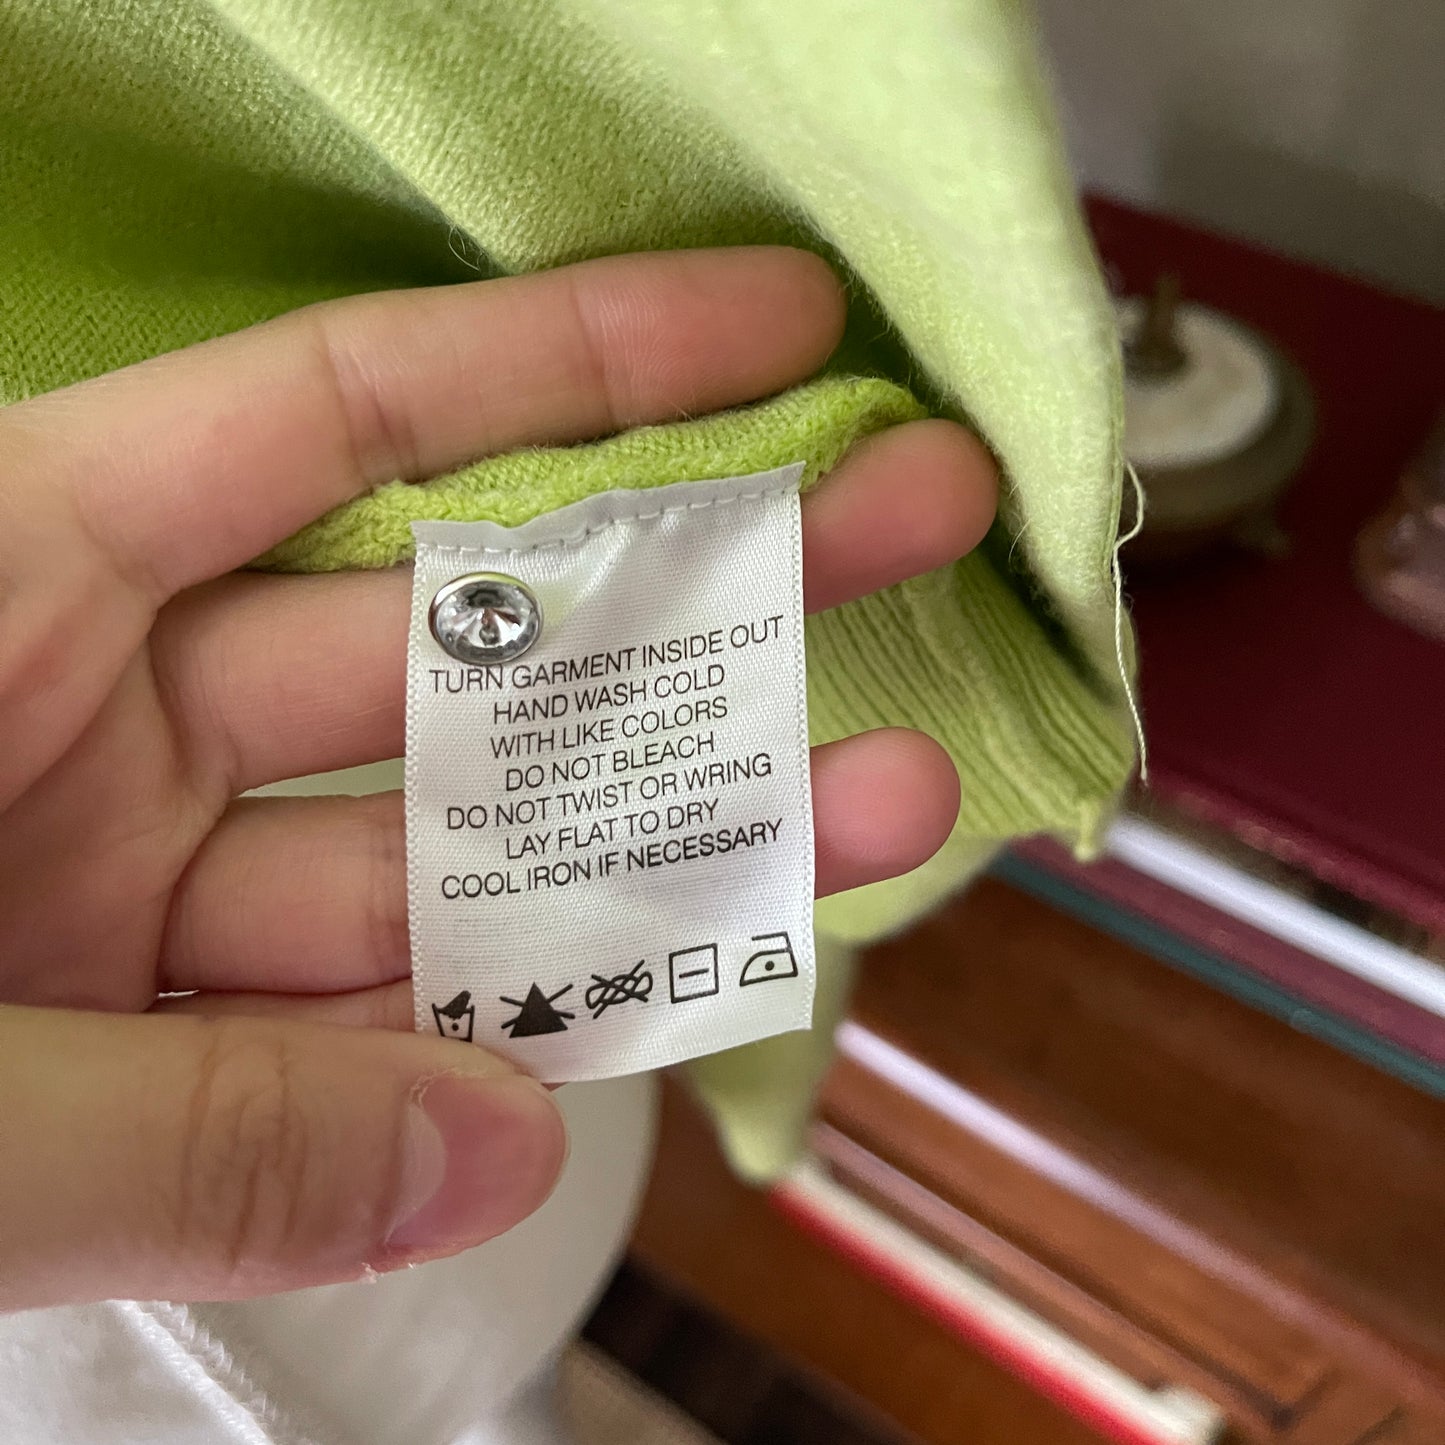 TURN GARMENT INSIDE OUT
HAND WASH COLD
WITH LIKE COLORS
DO NOT BLEACH
DO NOT TWIST OR WRING
LAY FLAT TO DRY
COOL IRON IF NECESSARY